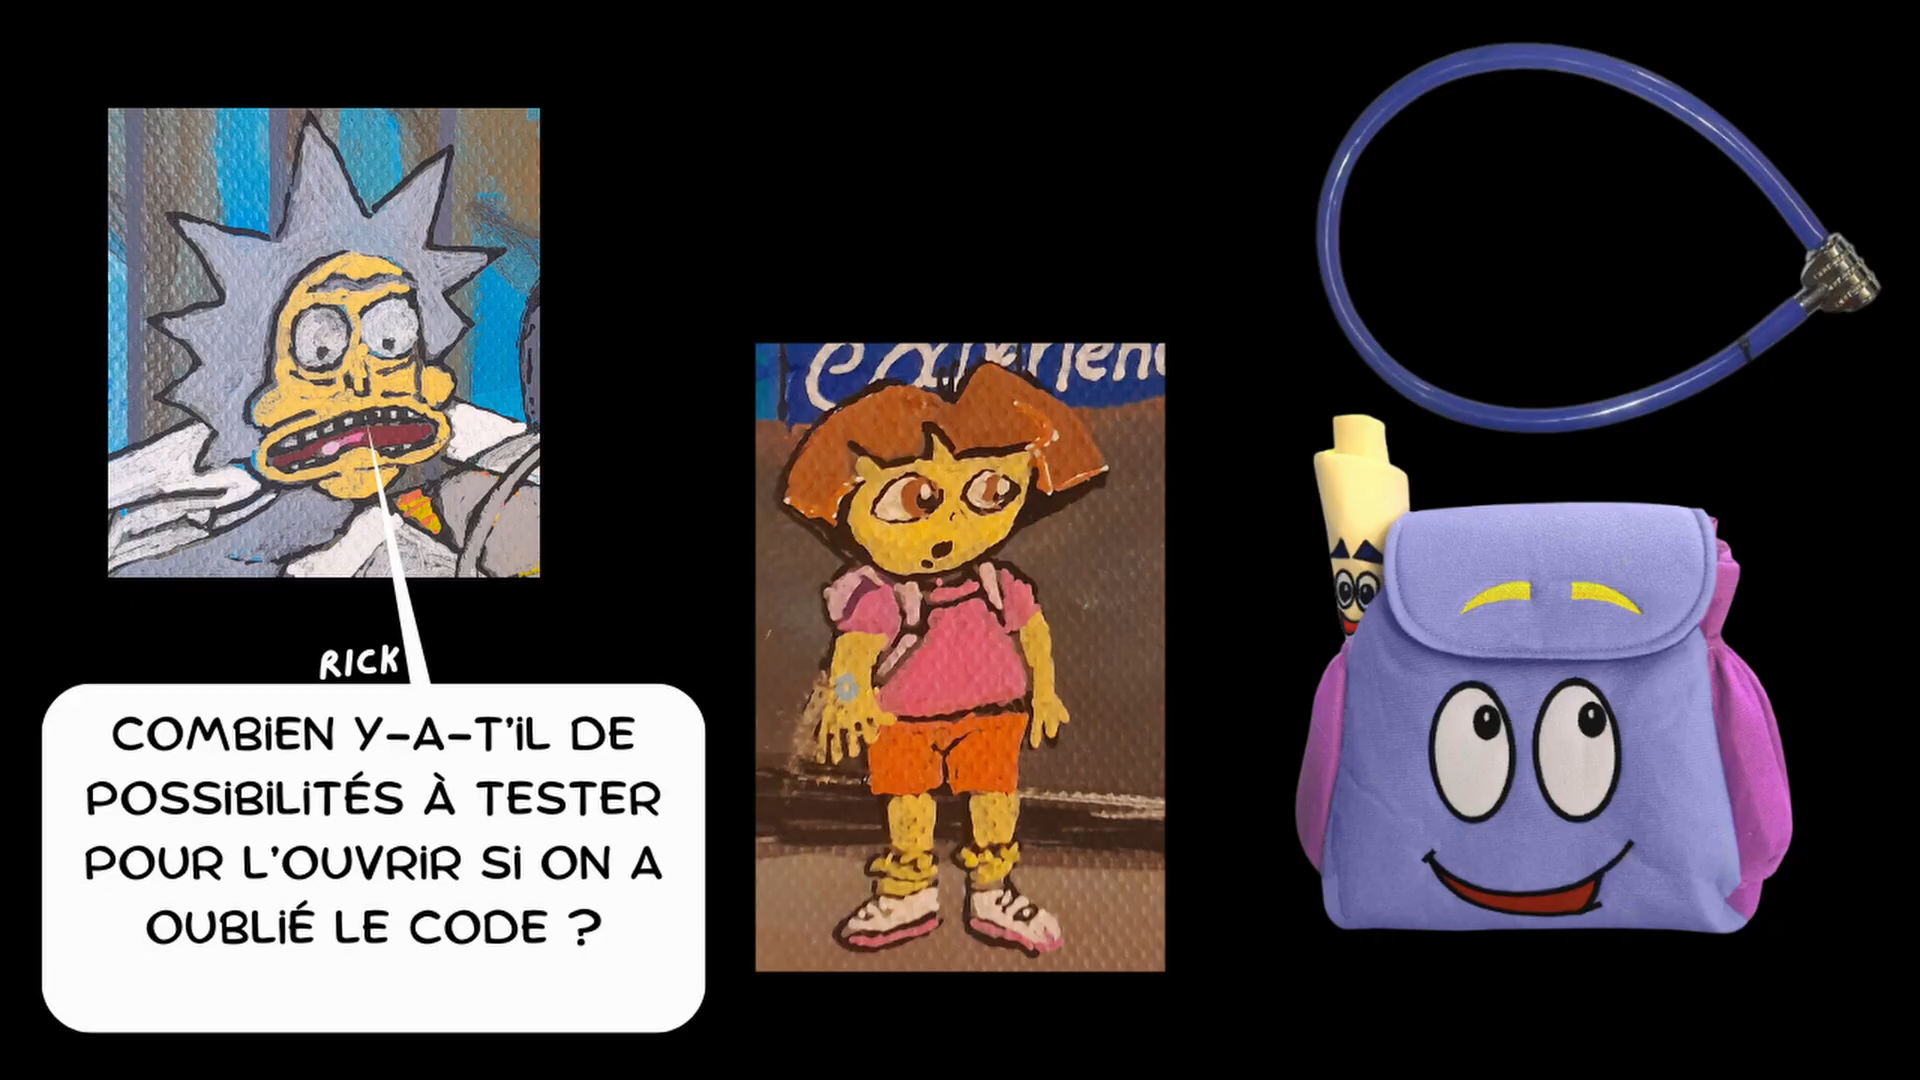 RICK
COMBIEN Y-A-T'IL DE
POSSIBILITÉS À TESTER
POUR L'OUVRIR SI ON A
OUBLIÉ LE CODE ?